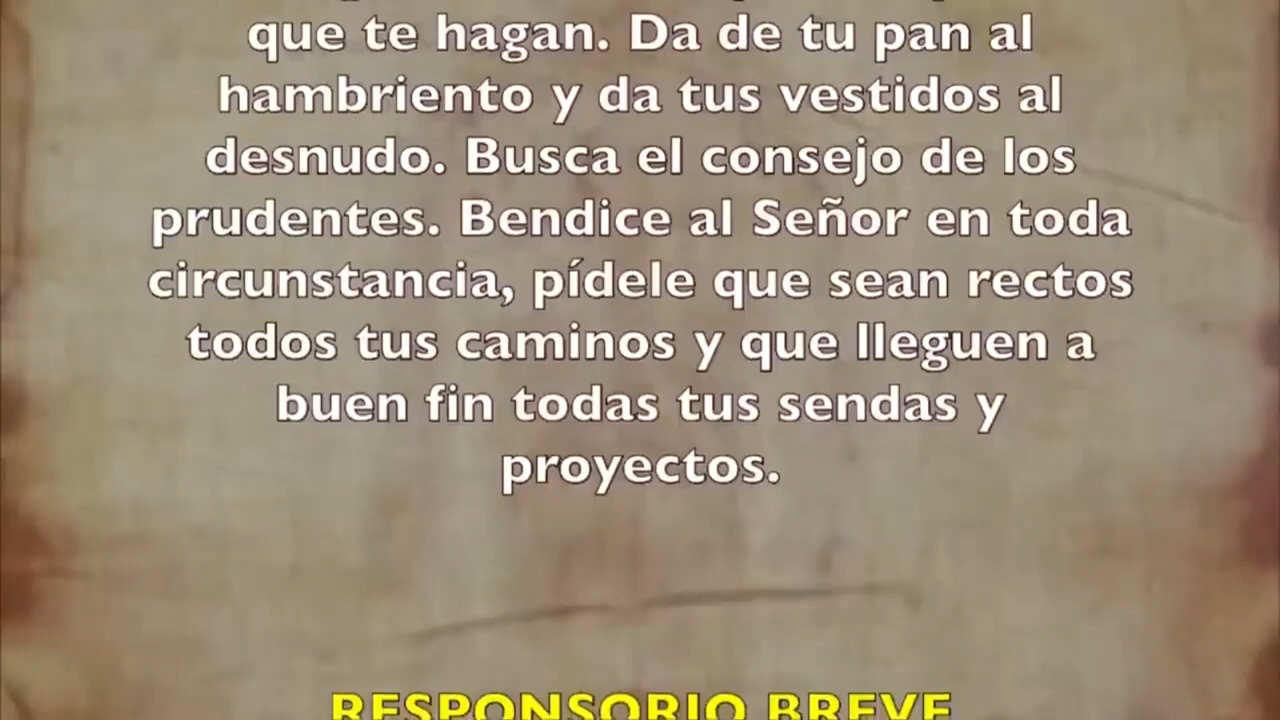 que te hagan. Da de tu pan al
hambriento y da tus vestidos al
desnudo. Busca el consejo de los
prudentes. Bendice al Señor en toda
circunstancia, pídele que sean rectos
todos tus caminos y que lleguen a
buen fin todas tus sendas y
proyectos.
RESPONSORIO BREVE